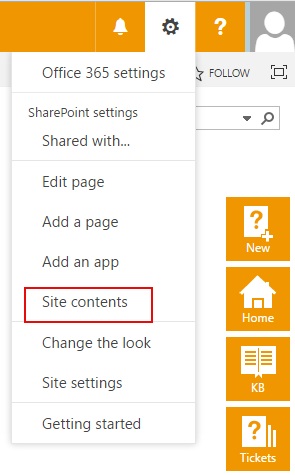 ?
Office 365 settings
FOLLOW
SharePoint settings
Shared with...
Edit page
Add a page
Add an app
Site contents
Change the look
Site settings
Getting started
?
New
Home
KB
?
Tickets